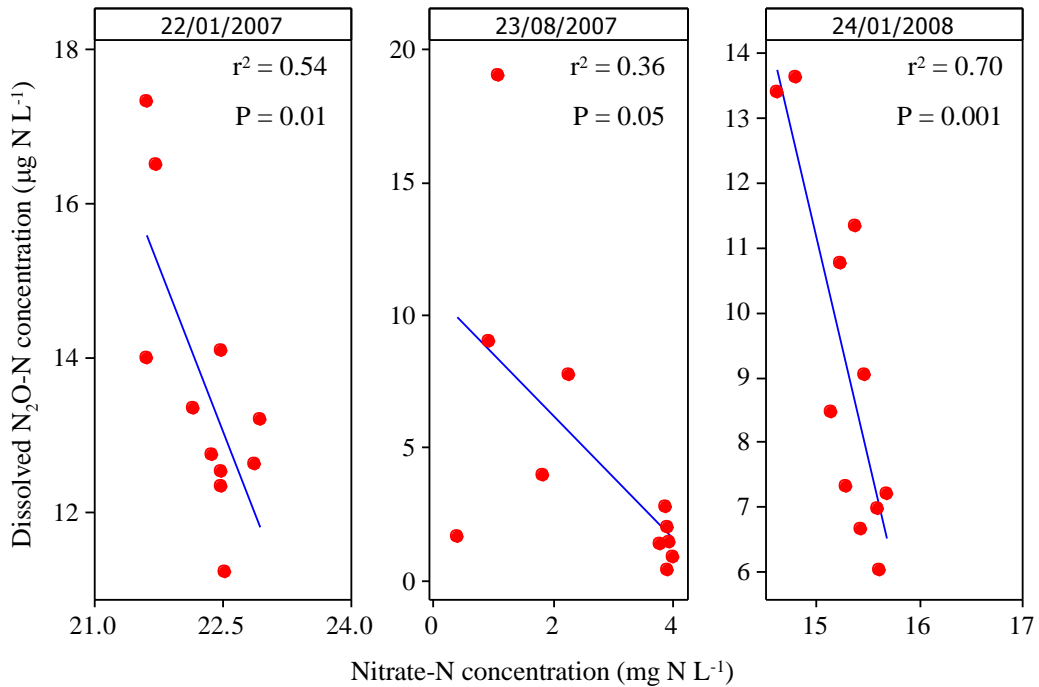 22/01/2007
23/08/2007
24/01/2008
r² = 0.54
P = 0.01
r² = 0.36
P = 0.05
r² = 0.70
P = 0.001
Dissolved N₂O-N concentration (µg N L⁻¹)
18
16
14
12
20
15
10
5
0
14
13
12
11
10
9
8
7
6
21.0 22.5 24.0
0 2 4
15 16 17
Nitrate-N concentration (mg N L⁻¹)